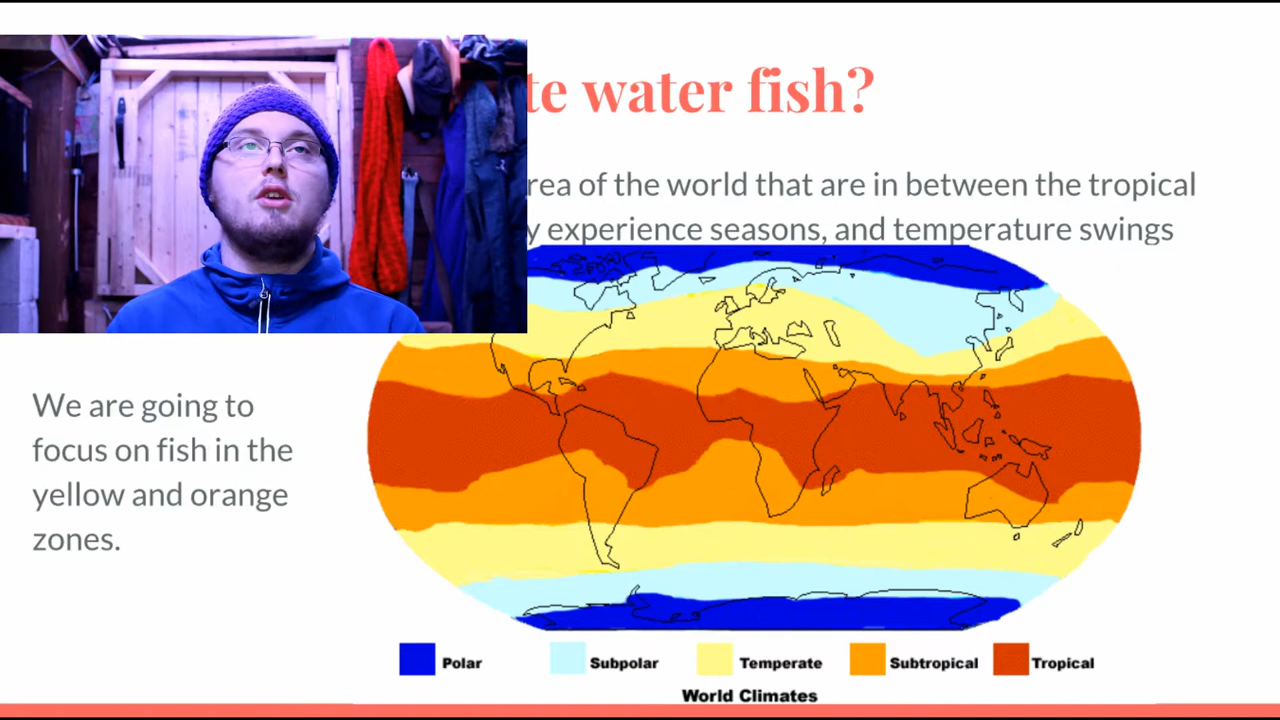 te water fish?
rea of the world that are in between the tropical
y experience seasons, and temperature swings
We are going to
focus on fish in the
yellow and orange
zones.
Polar
Subpolar
Temperate
Subtropical
Tropical
World Climates